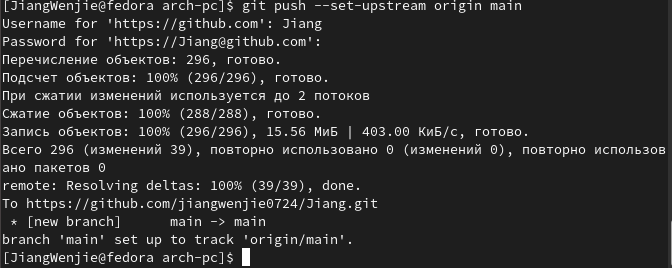 [JiangWenjie@fedora arch-pc]$ git push --set-upstream origin main
Username for 'https://github.com': Jiang
Password for 'https://Jiang@github.com':
Перечисление объектов: 296, готово.
Подсчет объектов: 100% (296/296), готово.
При сжатии изменений используется до 2 потоков
Сжатие объектов: 100% (288/288), готово.
Запись объектов: 100% (296/296), 15.56 МиБ | 403.00 КиБ/с, готово.
Всего 296 (изменений 39), повторно использовано 0 (изменений 0), повторно использов
ано пакетов 0
remote: Resolving deltas: 100% (39/39), done.
To https://github.com/jiangwenjie0724/Jiang.git
 * [new branch]      main -> main
branch 'main' set up to track 'origin/main'.
[JiangWenjie@fedora arch-pc]$